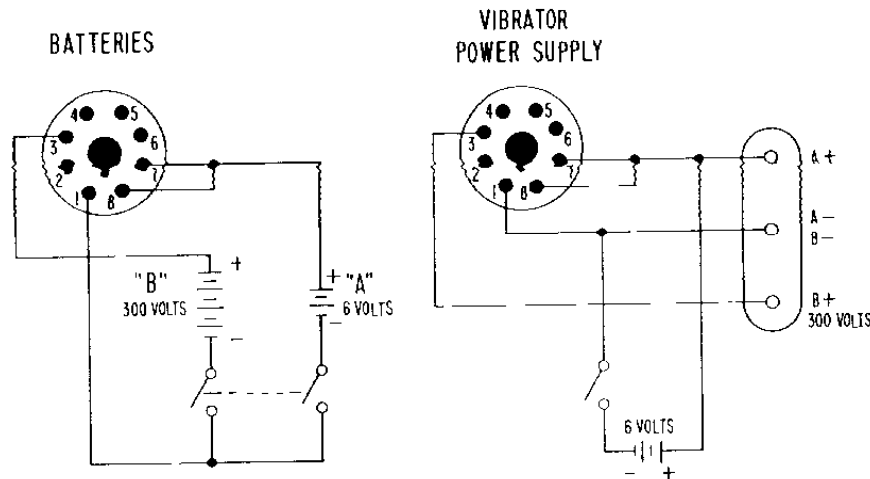 BATTERIES
4 5
3 6
2 7
1 8
+
"B"
300 VOLTS
-
+
"A"
6 VOLTS
-
VIBRATOR
POWER SUPPLY
4 5
3 6
2 7
1 8
A +
A -
B -
B +
300 VOLTS
6 VOLTS
- +